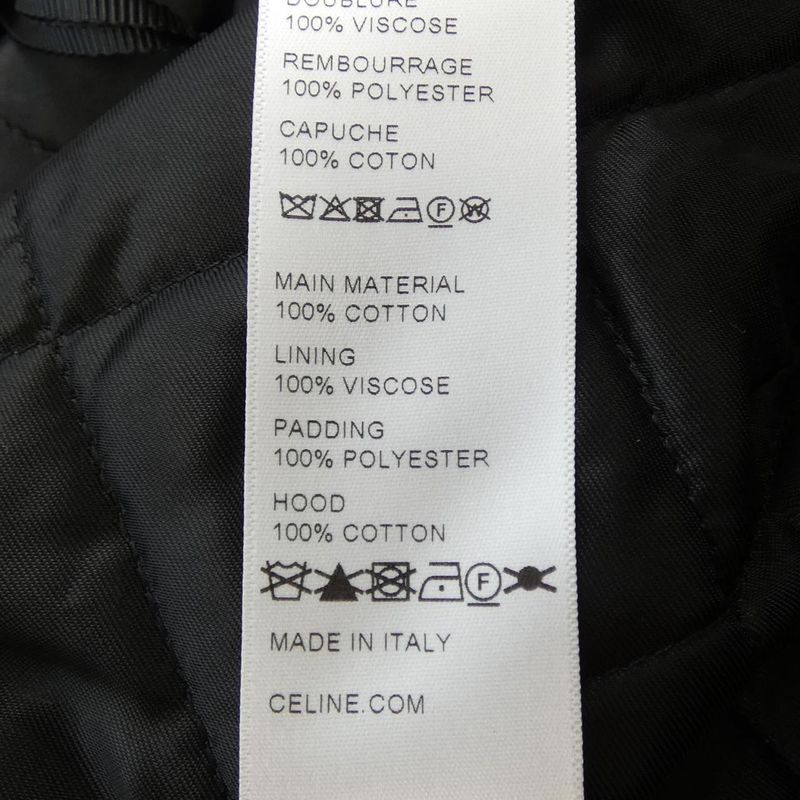 DOUBLURE
100% VISCOSE
REMBOURRAGE
100% POLYESTER
CAPUCHE
100% COTON
F W
MAIN MATERIAL
100% COTTON
LINING
100% VISCOSE
PADDING
100% POLYESTER
HOOD
100% COTTON
F
MADE IN ITALY
CELINE.COM